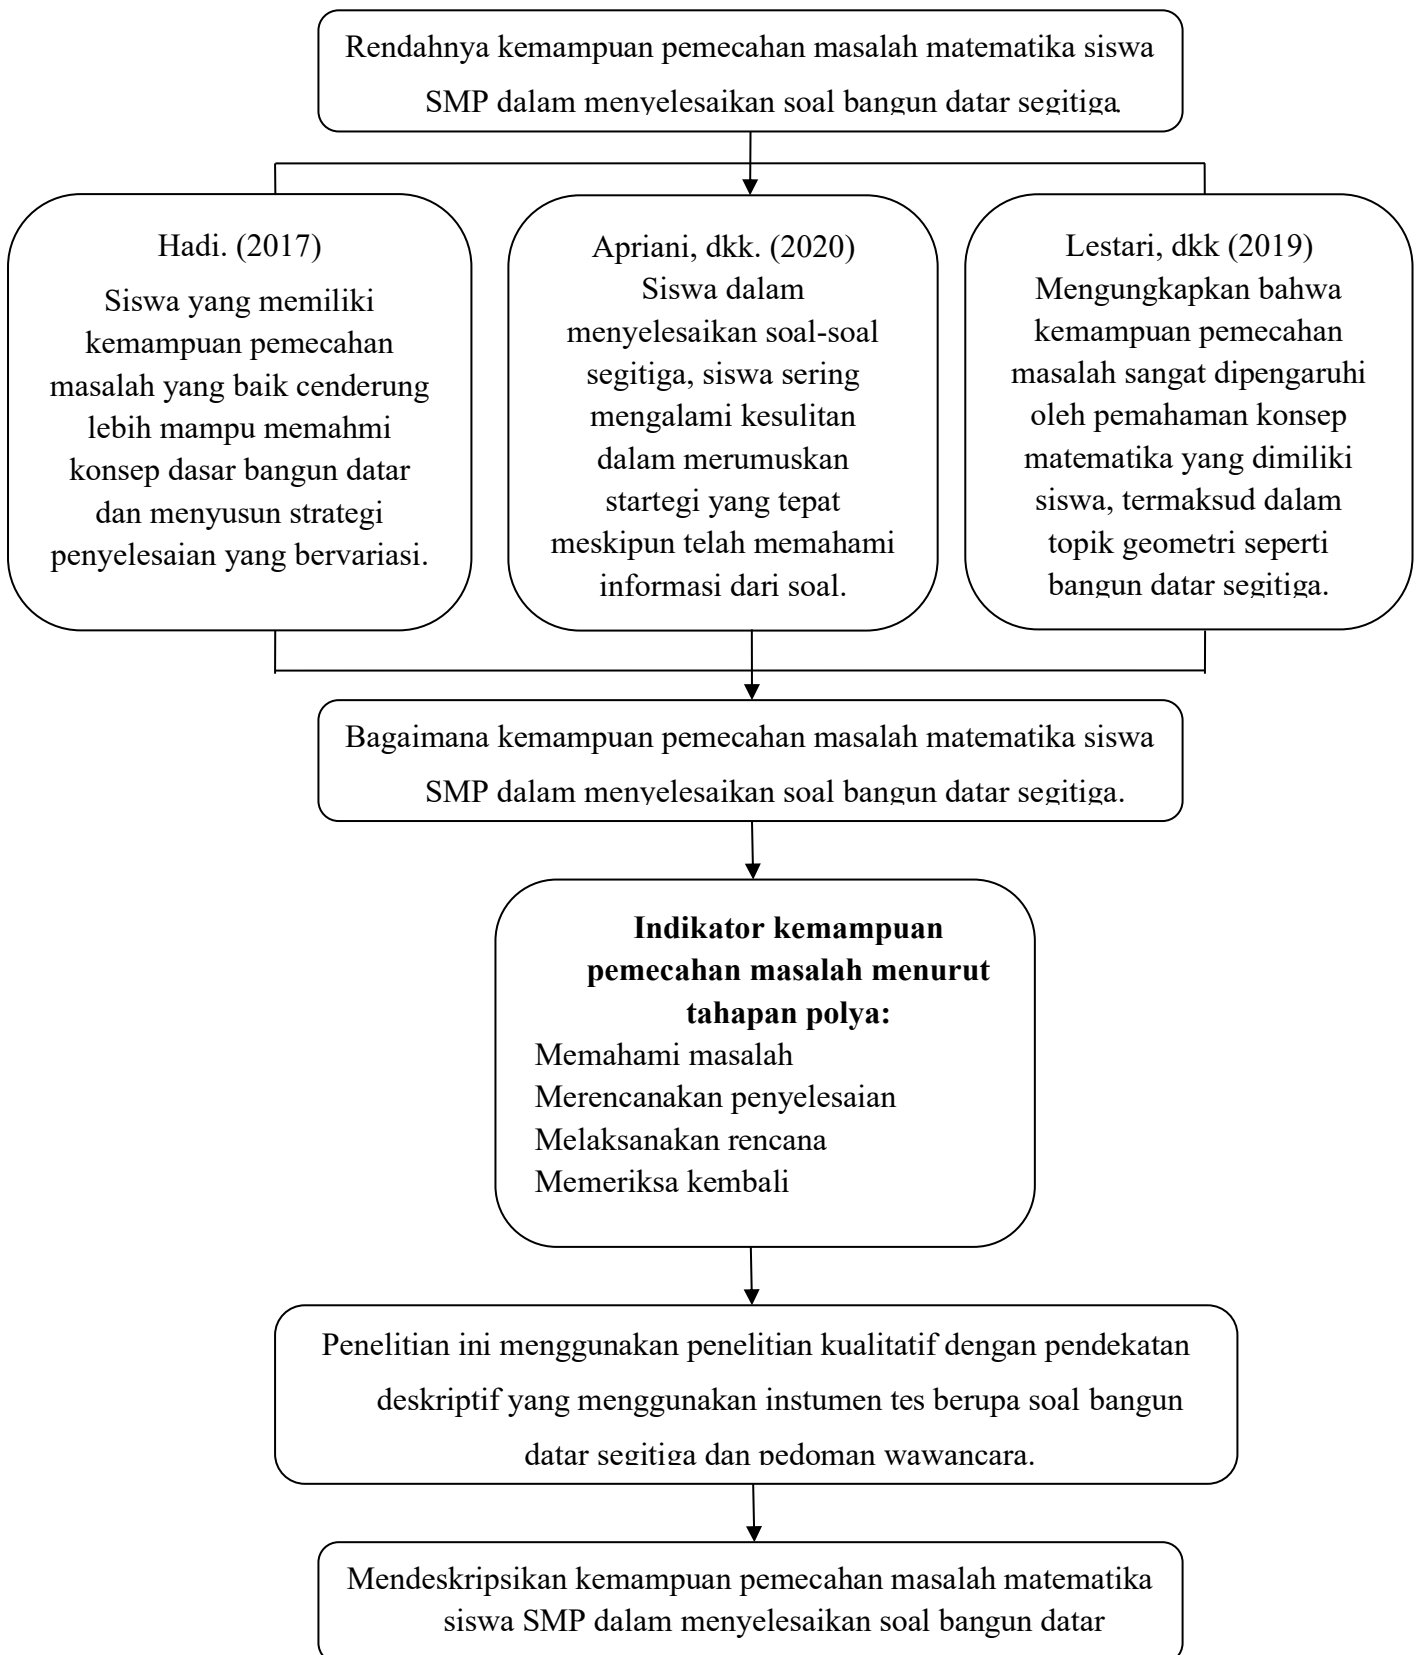 Rendahnya kemampuan pemecahan masalah matematika siswa
SMP dalam menyelesaikan soal bangun datar segitiga.
Hadi. (2017)
Siswa yang memiliki
kemampuan pemecahan
masalah yang baik cenderung
lebih mampu memahmi
konsep dasar bangun datar
dan menyusun strategi
penyelesaian yang bervariasi.
Apriani, dkk. (2020)
Siswa dalam
menyelesaikan soal-soal
segitiga, siswa sering
mengalami kesulitan
dalam merumuskan
startegi yang tepat
meskipun telah memahami
informasi dari soal.
Lestari, dkk (2019)
Mengungkapkan bahwa
kemampuan pemecahan
masalah sangat dipengaruhi
oleh pemahaman konsep
matematika yang dimiliki
siswa, termaksud dalam
topik geometri seperti
bangun datar segitiga.
Bagaimana kemampuan pemecahan masalah matematika siswa
SMP dalam menyelesaikan soal bangun datar segitiga.
Indikator kemampuan
pemecahan masalah menurut
tahapan polya:
Memahami masalah
Merencanakan penyelesaian
Melaksanakan rencana
Memeriksa kembali
Penelitian ini menggunakan penelitian kualitatif dengan pendekatan
deskriptif yang menggunakan instumen tes berupa soal bangun
datar segitiga dan pedoman wawancara.
Mendeskripsikan kemampuan pemecahan masalah matematika
siswa SMP dalam menyelesaikan soal bangun datar